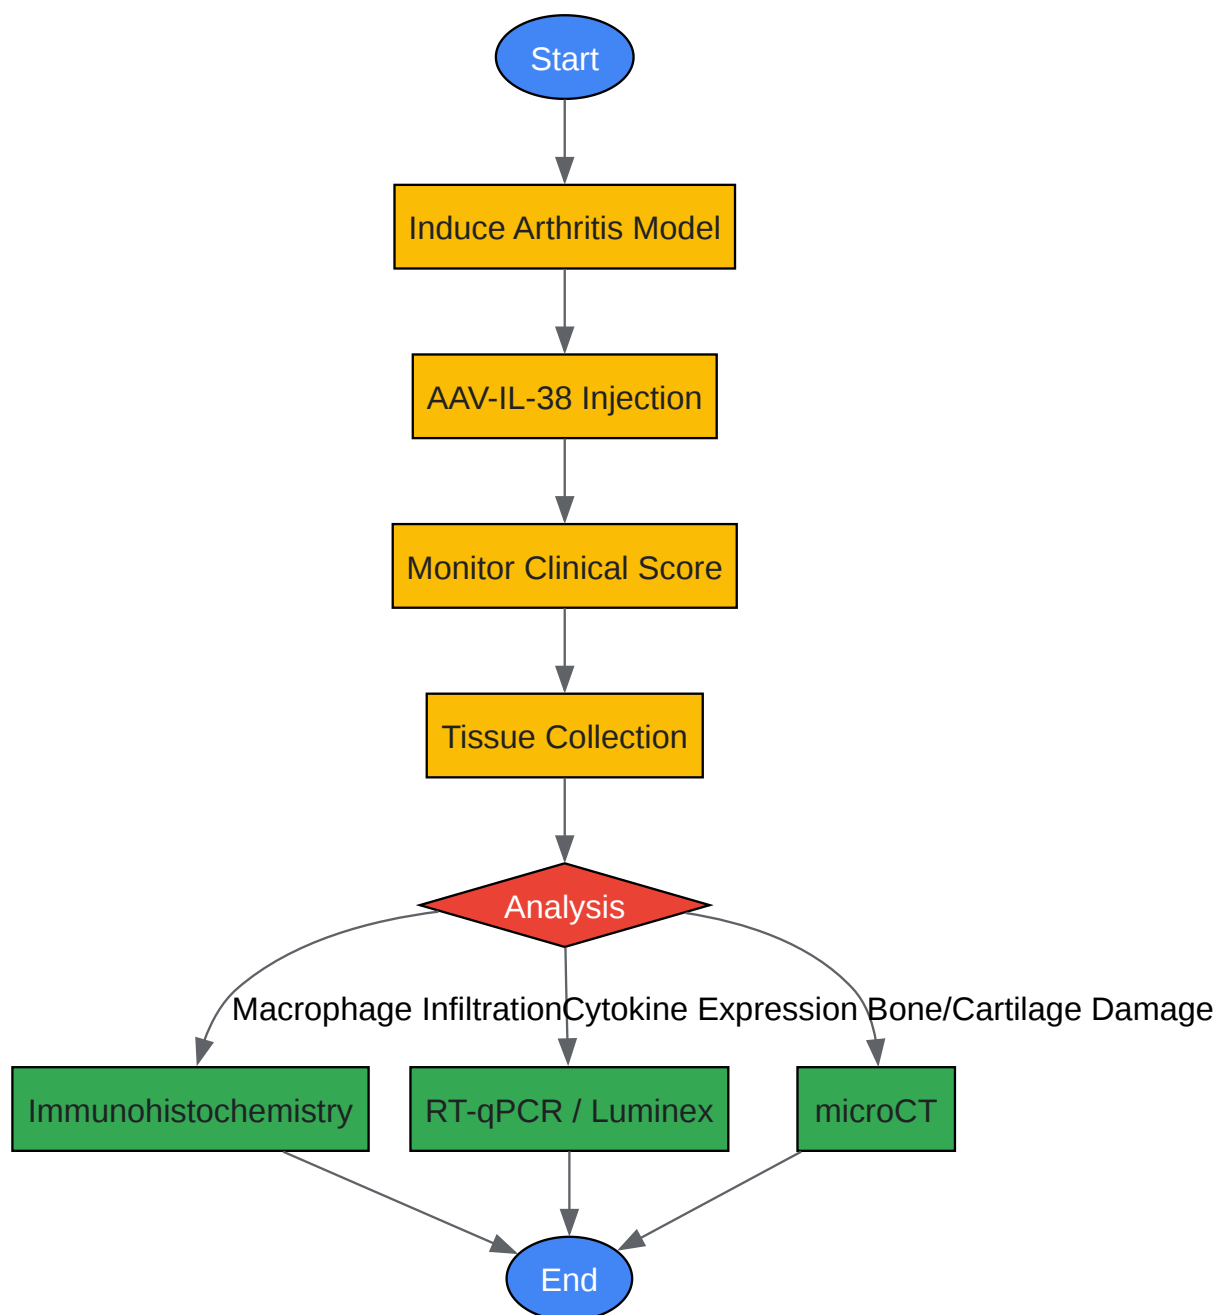 Start
Induce Arthritis Model
AAV-IL-38 Injection
Monitor Clinical Score
Tissue Collection
Analysis
Macrophage Infiltration
Cytokine Expression
Bone/Cartilage Damage
Immunohistochemistry
RT-qPCR / Luminex
microCT
End